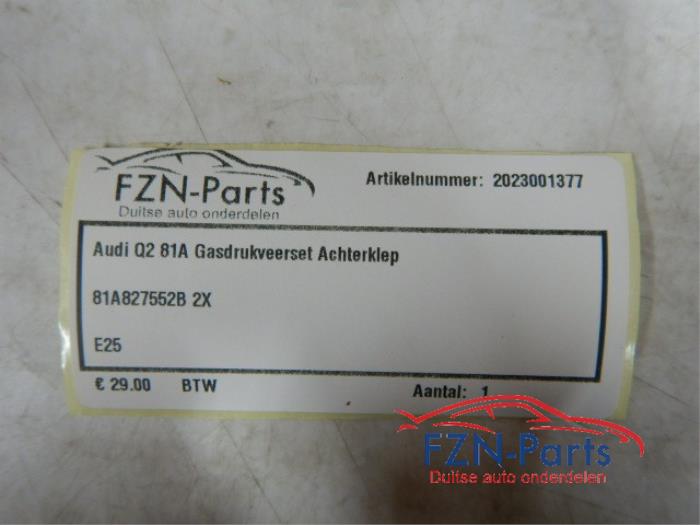 FZN-Parts
Duitse auto onderdelen
Artikelnummer: 2023001377
Audi Q2 81A Gasdrukveerset Achterklep
81A827552B 2X
E25
€ 29.00 BTW
Aantal: 1
FZN-Parts
Duitse auto onderdelen